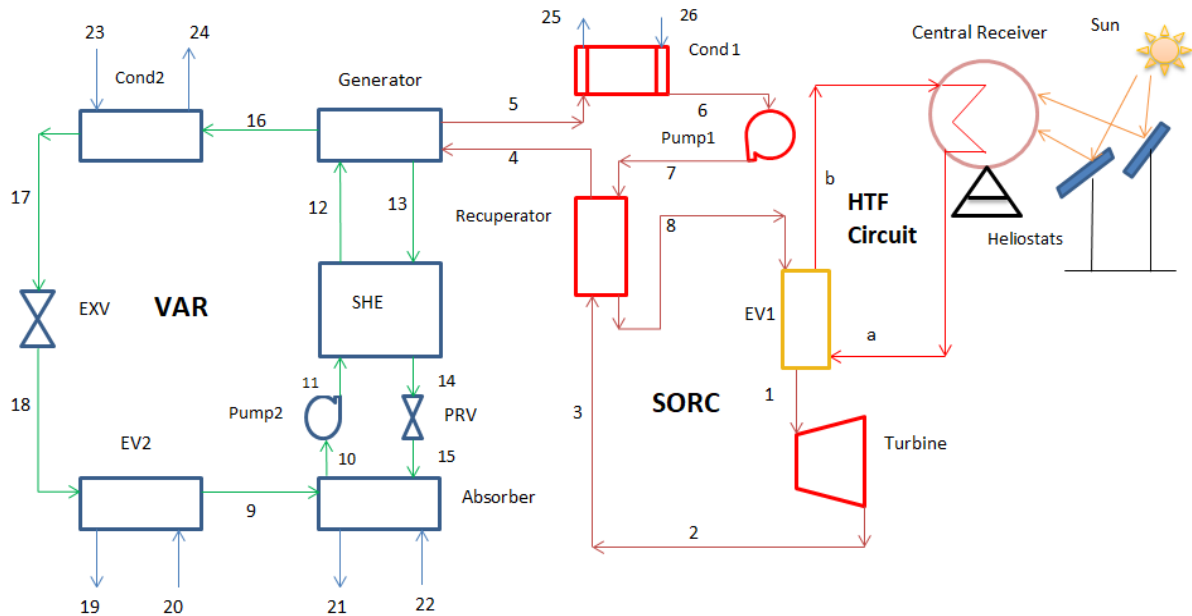 23
24
25
26
Cond2
Generator
Cond 1
Central Receiver
Sun
16
5
6
Pump1
4
7
17
12
13
Recuperator
8
b
HTF
Circuit
Heliostats
EXV
VAR
SHE
EV1
a
18
11
14
3
SORC
1
Pump2
PRV
Turbine
EV2
10
15
Absorber
9
2
19
20
21
22